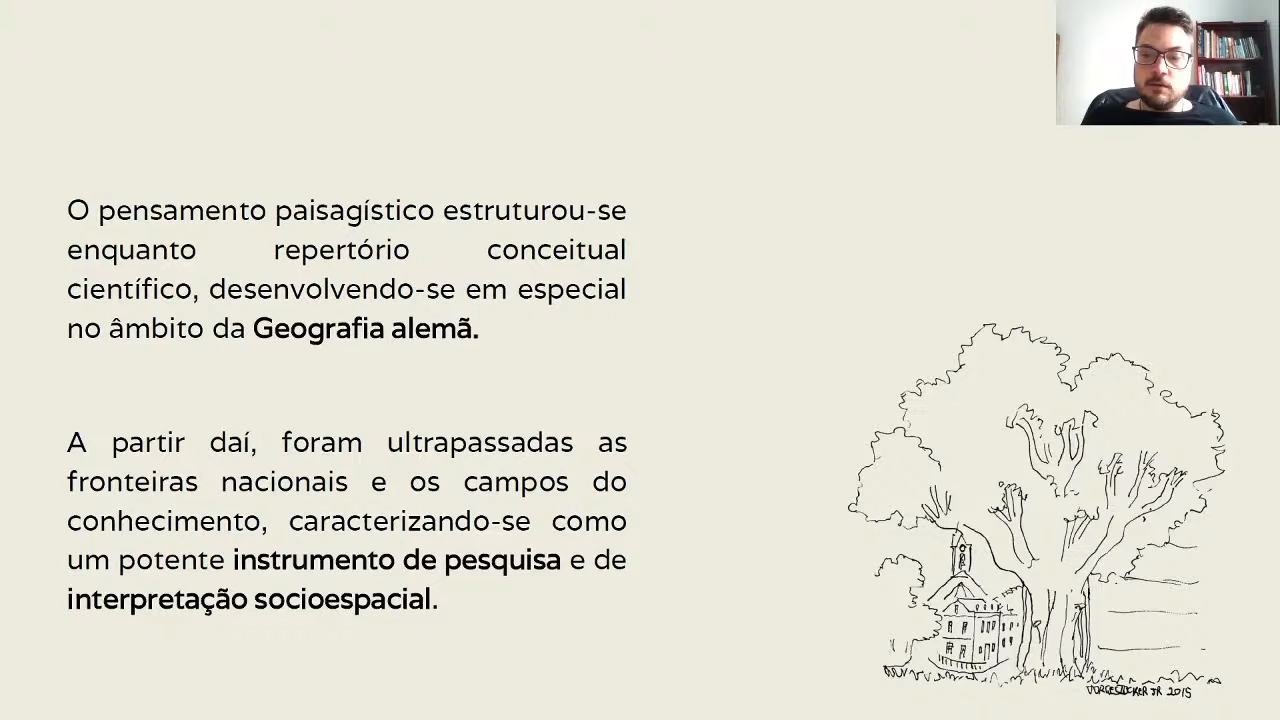 O pensamento paisagístico estruturou-se
enquanto repertório conceitual
científico, desenvolvendo-se em especial
no âmbito da Geografia alemã.
A partir daí, foram ultrapassadas as
fronteiras nacionais e os campos do
conhecimento, caracterizando-se como
um potente instrumento de pesquisa e de
interpretação socioespacial.
JR 2015